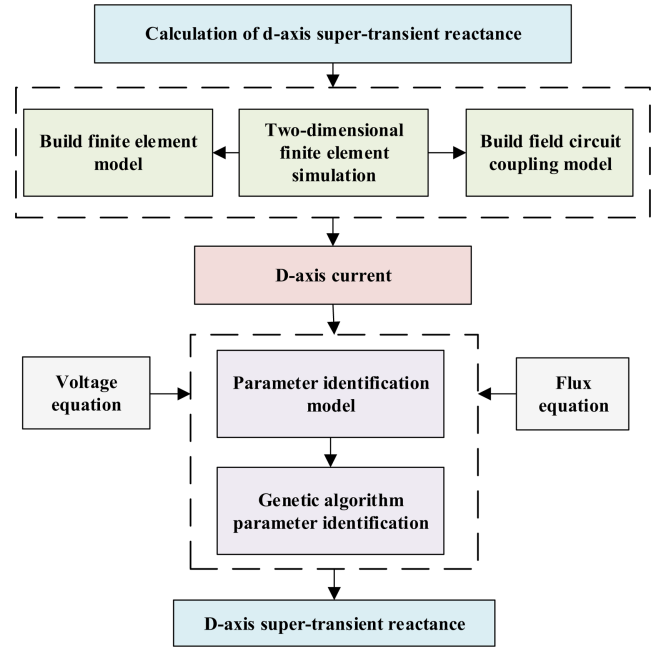 Calculation of d-axis super-transient reactance
Build finite element
model
Two-dimensional
finite element
simulation
Build field circuit
coupling model
D-axis current
Voltage
equation
Parameter identification
model
Flux
equation
Genetic algorithm
parameter identification
D-axis super-transient reactance